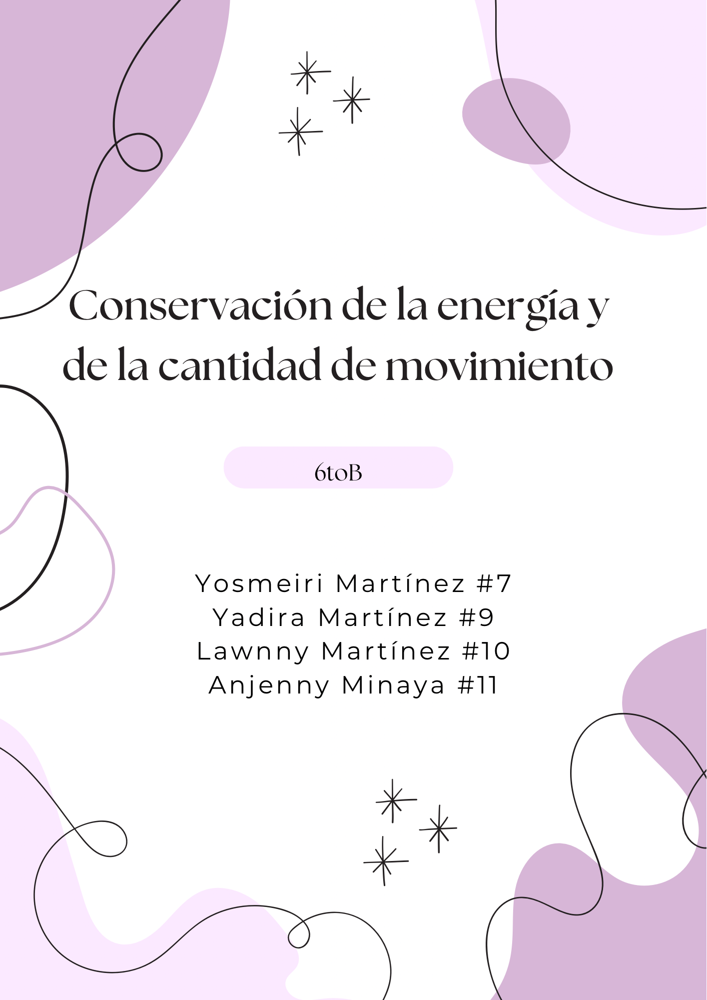 Conservación de la energía y
de la cantidad de movimiento
6toB
Yosmeiri Martínez #7
Yadira Martínez #9
Lawnny Martínez #10
Anjenny Minaya #11